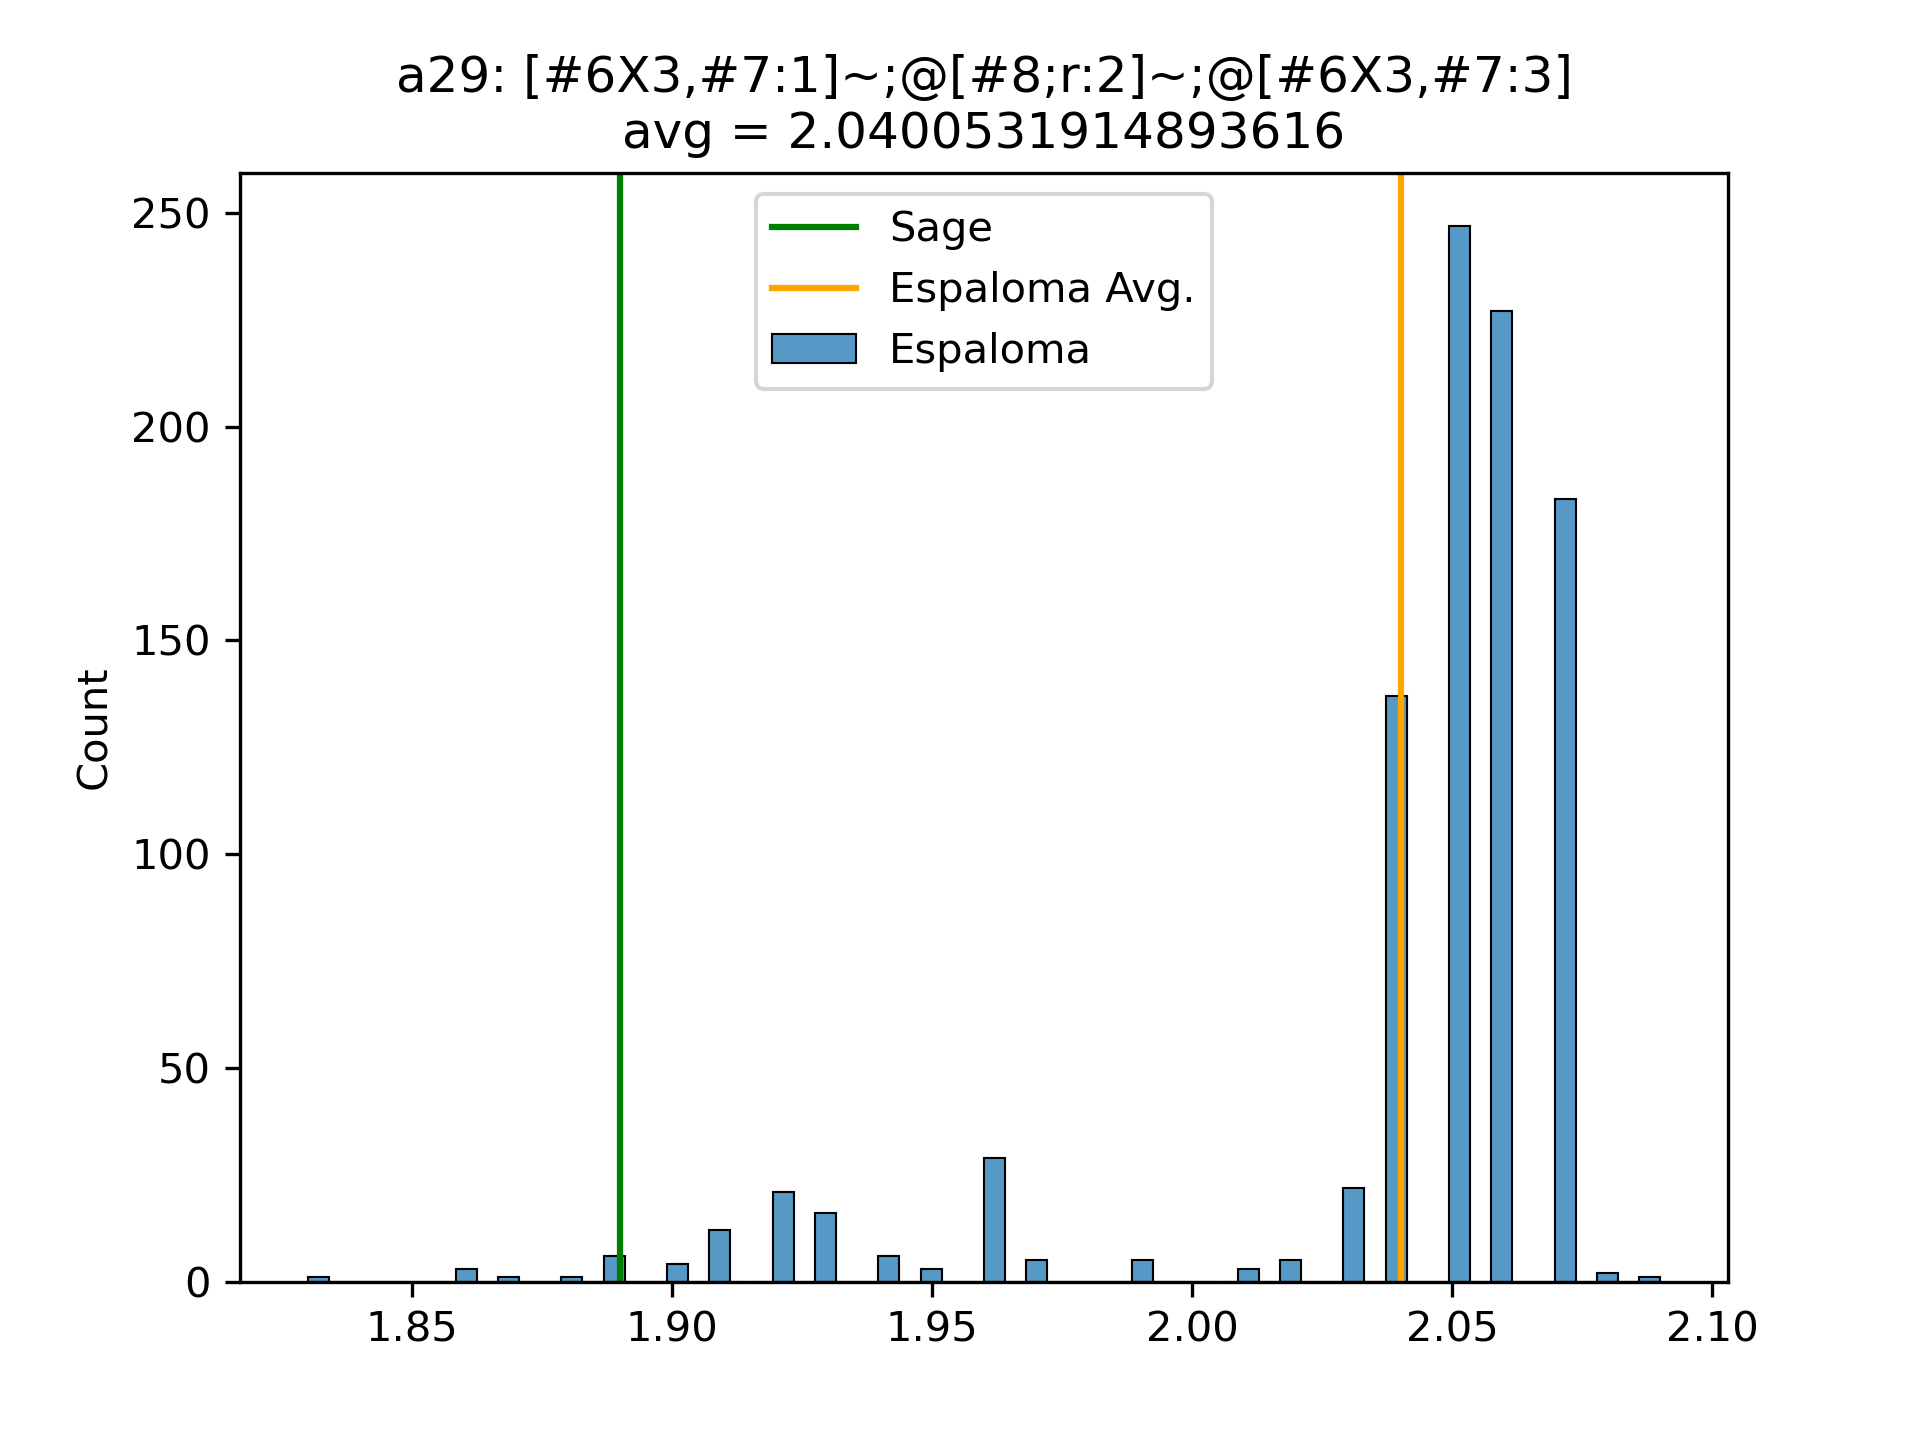 a29: [#6X3,#7:1]~;@[#8;r:2]~;@[#6X3,#7:3]
avg = 2.0400531914893616
Sage
Espaloma Avg.
Espaloma
Count
250
200
150
100
50
0
1.85 1.90 1.95 2.00 2.05 2.10